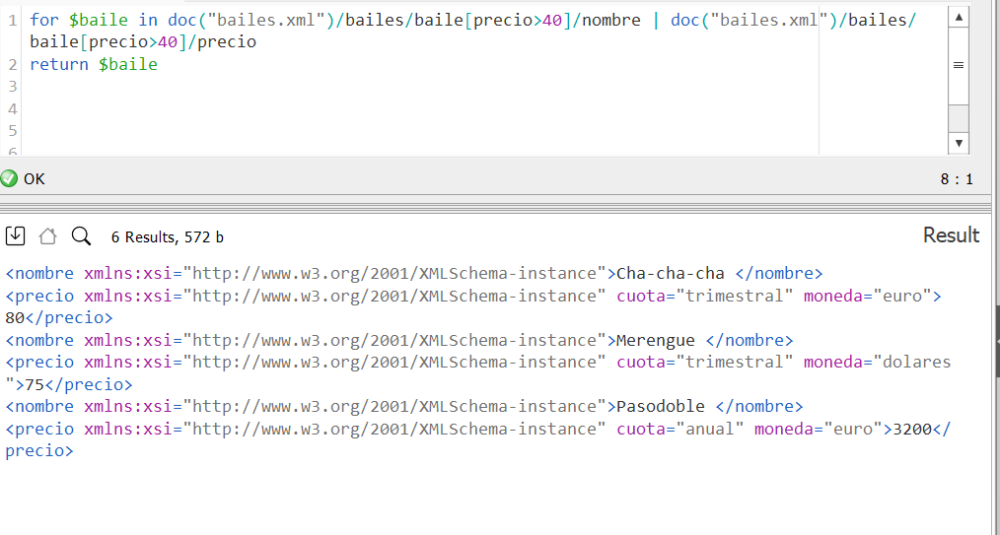 1 for $baile in doc("bailes.xml")/bailes/baile[precio>40]/nombre | doc("bailes.xml")/bailes/
baile[precio>40]/precio
2 return $baile
3
4
5
6
OK 8 : 1
6 Results, 572 b Result
<nombre xmlns:xsi="http://www.w3.org/2001/XMLSchema-instance">Cha-cha-cha </nombre>
<precio xmlns:xsi="http://www.w3.org/2001/XMLSchema-instance" cuota="trimestral" moneda="euro">
80</precio>
<nombre xmlns:xsi="http://www.w3.org/2001/XMLSchema-instance">Merengue </nombre>
<precio xmlns:xsi="http://www.w3.org/2001/XMLSchema-instance" cuota="trimestral" moneda="dolares
">75</precio>
<nombre xmlns:xsi="http://www.w3.org/2001/XMLSchema-instance">Pasodoble </nombre>
<precio xmlns:xsi="http://www.w3.org/2001/XMLSchema-instance" cuota="anual" moneda="euro">3200</
precio>